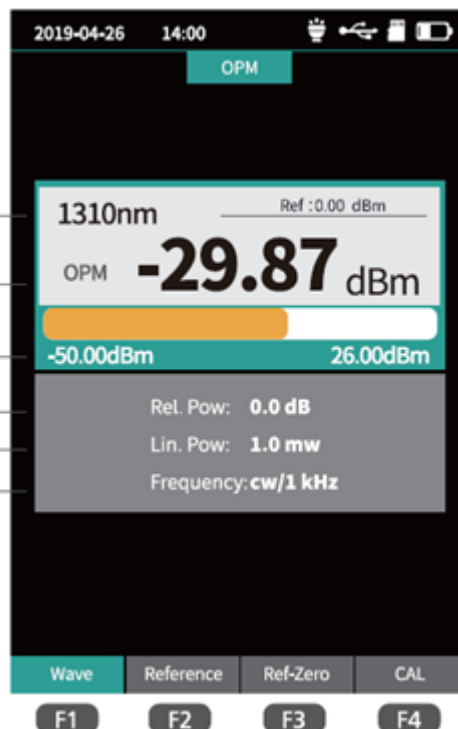 2019-04-26 14:00
OPM
1310nm Ref :0.00 dBm
OPM -29.87 dBm
-50.00dBm 26.00dBm
Rel. Pow: 0.0 dB
Lin. Pow: 1.0 mw
Frequency: cw/1 kHz
Wave Reference Ref-Zero CAL
F1 F2 F3 F4